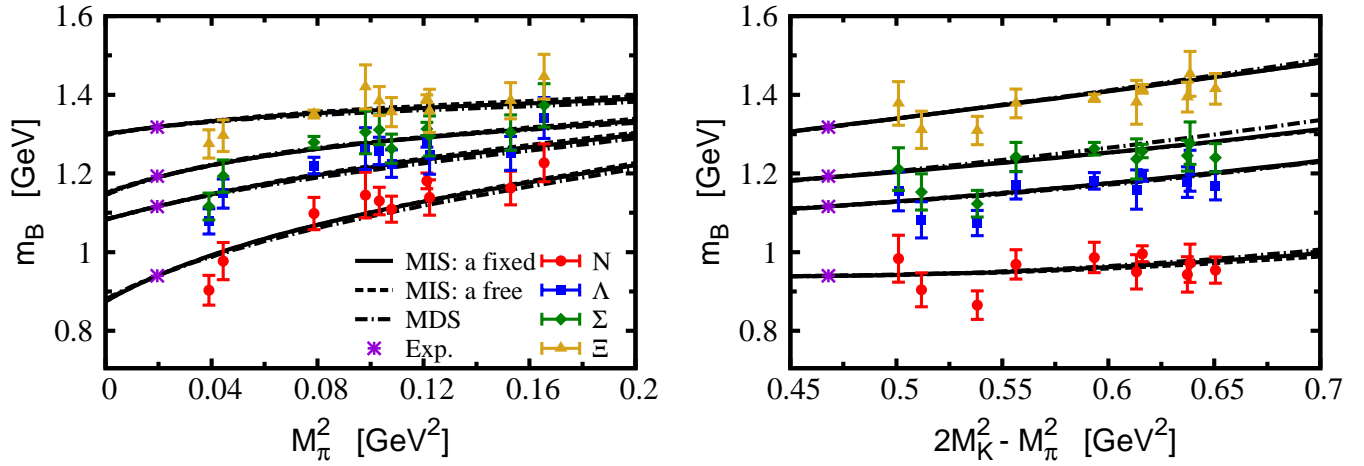 1.6
1.4
1.2
1
0.8
m_B [GeV]
0
0.04
0.08
0.12
0.16
0.2
M_π^2 [GeV^2]
MIS: a fixed
MIS: a free
MDS
Exp.
N
Λ
Σ
Ξ
1.6
1.4
1.2
1
0.8
m_B [GeV]
0.45
0.5
0.55
0.6
0.65
0.7
2M_K^2 - M_π^2 [GeV^2]